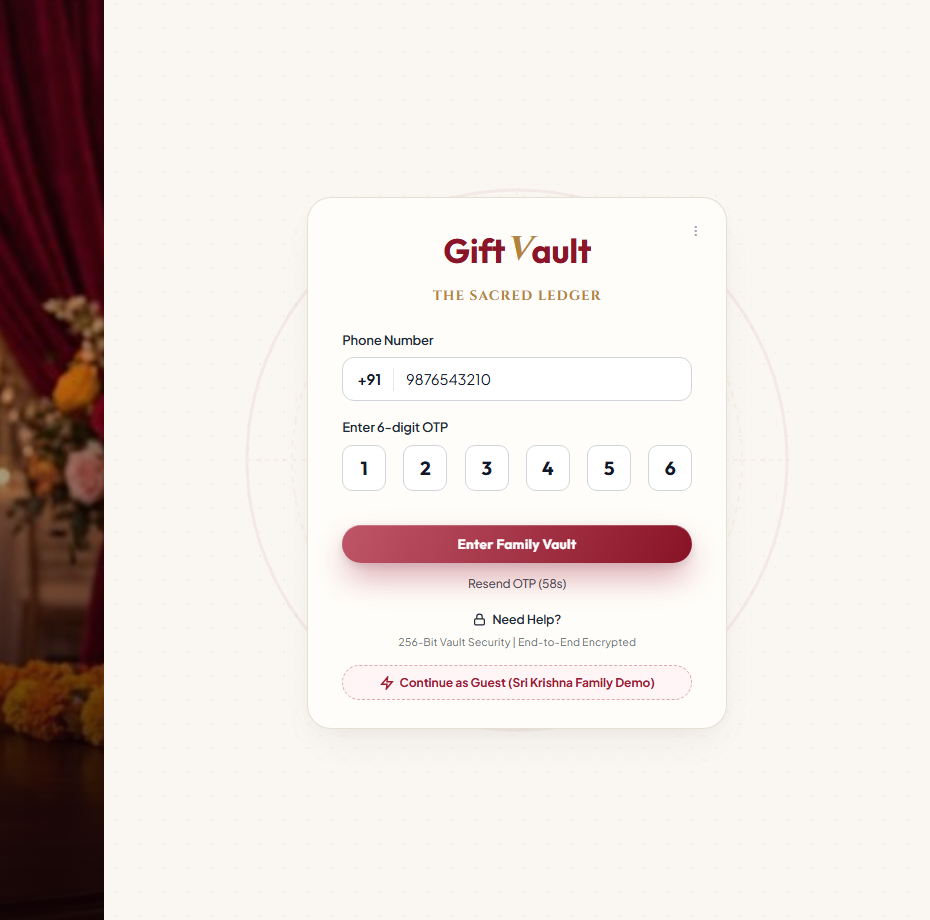 Gift Vault
THE SACRED LEDGER
Phone Number
+91 9876543210
Enter 6-digit OTP
1 2 3 4 5 6
Enter Family Vault
Resend OTP (58s)
Need Help?
256-Bit Vault Security | End-to-End Encrypted
Continue as Guest (Sri Krishna Family Demo)